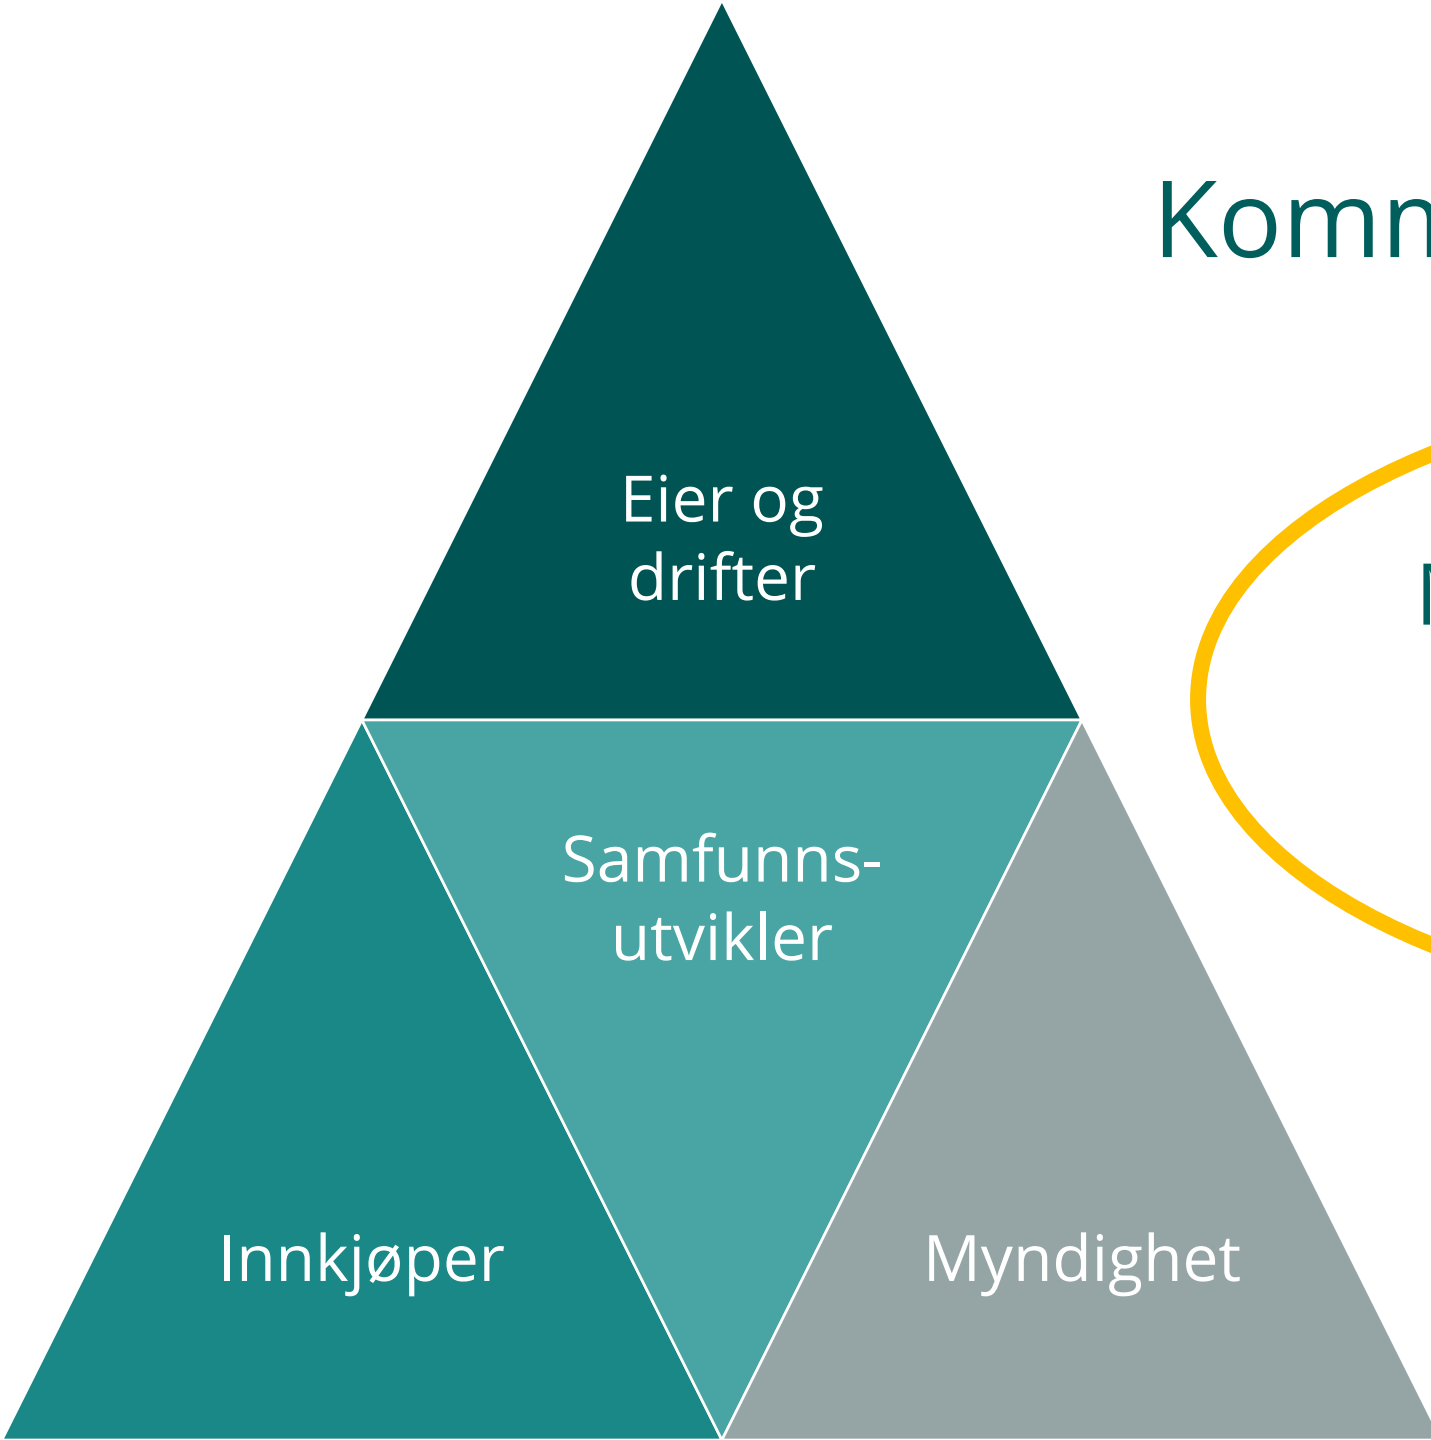 Eier og
drifter
Samfunns-
utvikler
Innkjøper
Myndighet